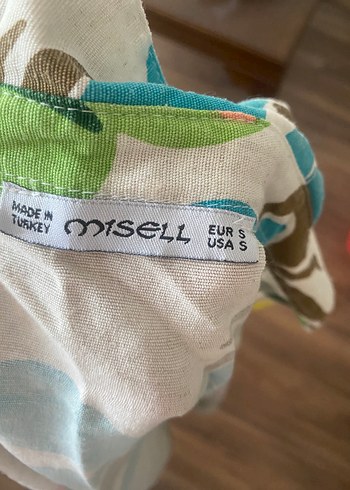 MADE IN
TURKEY
MISELL
EUR S
USA S